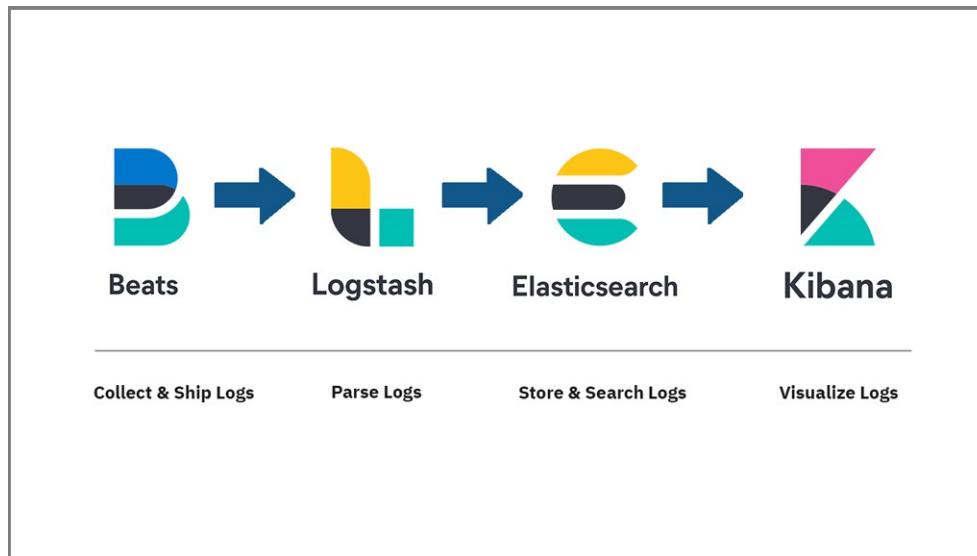 Beats
Logstash
Elasticsearch
Kibana
Collect & Ship Logs
Parse Logs
Store & Search Logs
Visualize Logs